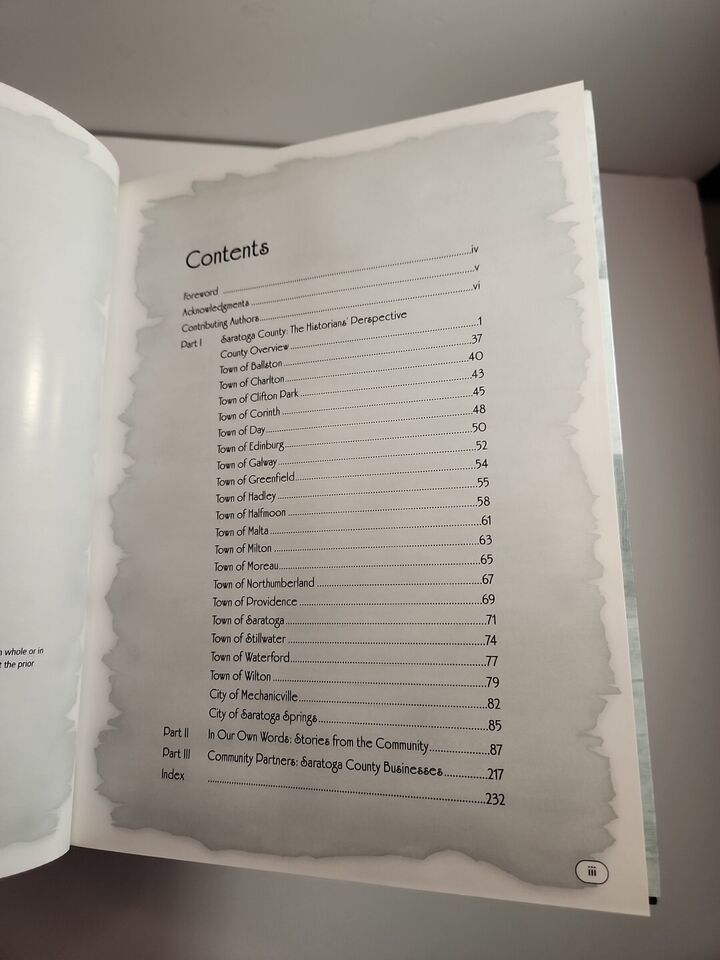 n whole or in
t the prior
Contents
Foreword ........ iv
Acknowledgments ........ v
Contributing Authors ........ vi
Part I Saratoga County: The Historians' Perspective
County Overview ........ 1
Town of Ballston ........ 37
Town of Charlton ........ 40
Town of Clifton Park ........ 43
Town of Corinth ........ 45
Town of Day ........ 48
Town of Edinburg ........ 50
Town of Galway ........ 52
Town of Greenfield ........ 54
Town of Hadley ........ 55
Town of Halfmoon ........ 58
Town of Malta ........ 61
Town of Milton ........ 63
Town of Moreau ........ 65
Town of Northumberland ........ 67
Town of Providence ........ 69
Town of Saratoga ........ 71
Town of Stillwater ........ 74
Town of Waterford ........ 77
Town of Wilton ........ 79
City of Mechanicville ........ 82
City of Saratoga Springs ........ 85
Part II In Our Own Words: Stories from the Community ........ 87
Part III Community Partners: Saratoga County Businesses ........ 217
Index ........ 232
iii